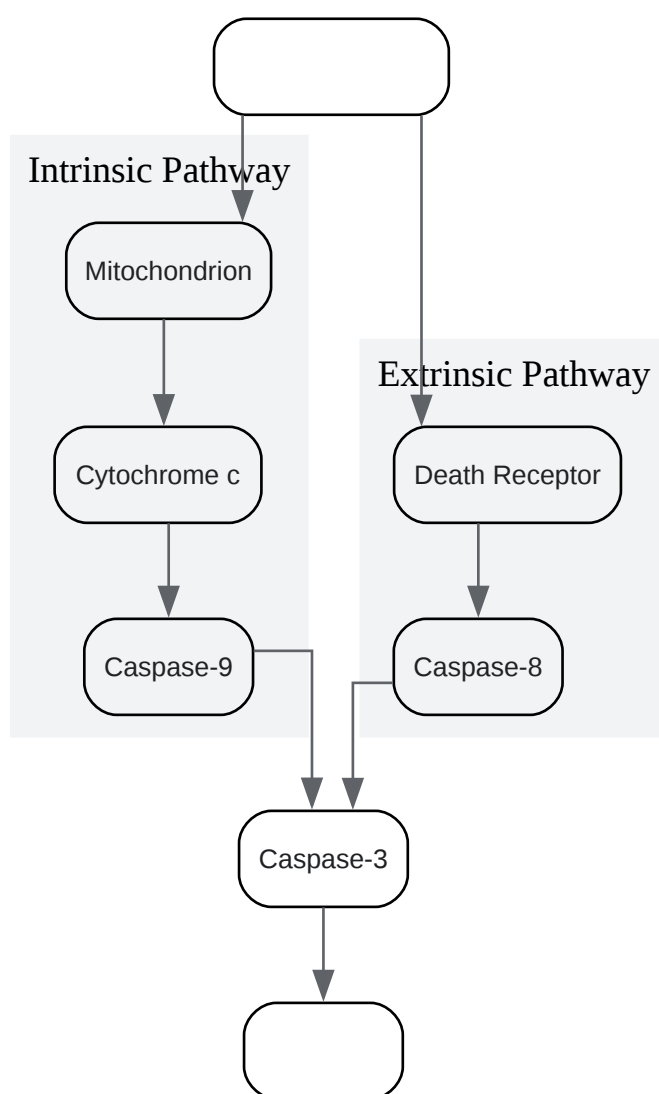 Intrinsic Pathway
Mitochondrion
Extrinsic Pathway
Cytochrome c
Death Receptor
Caspase-9
Caspase-8
Caspase-3